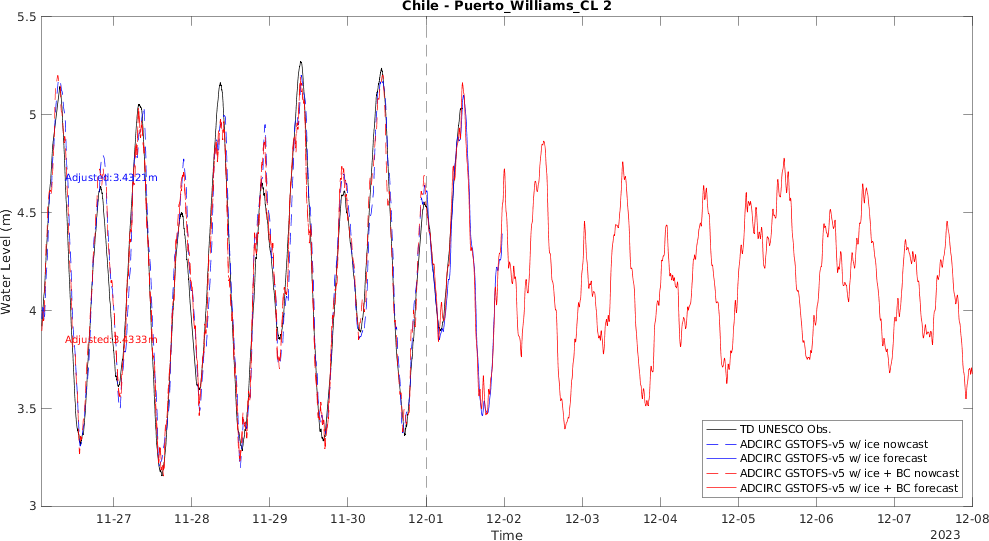 Chile - Puerto_Williams_CL 2
5.5
5
4.5
4
3.5
3
Water Level (m)
Adjusted:3.4321m
Adjusted:3.4333m
TD UNESCO Obs.
ADCIRC GSTOFS-v5 w/ ice nowcast
ADCIRC GSTOFS-v5 w/ ice forecast
ADCIRC GSTOFS-v5 w/ ice + BC nowcast
ADCIRC GSTOFS-v5 w/ ice + BC forecast
11-27 11-28 11-29 11-30 12-01 12-02 12-03 12-04 12-05 12-06 12-07 12-08
Time
2023